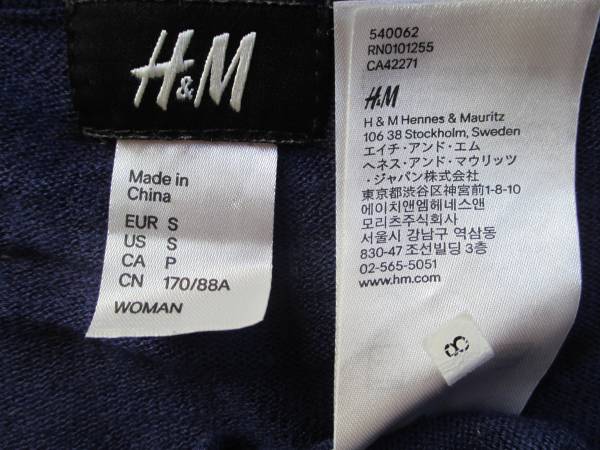 H&M
Made in
China
EUR S
US S
CA P
CN 170/88A
WOMAN
540062
RN0101255
CA42271
H&M
H & M Hennes & Mauritz
106 38 Stockholm, Sweden
エイチ・アンド・エム
ヘネス・アンド・マウリッツ
・ジャパン株式会社
東京都渋谷区神宮前1-8-10
에이치앤엠헤네스앤
모리츠주식회사
서울시 강남구 역삼동
830-47 조선빌딩 3층
02-565-5051
www.hm.com
8